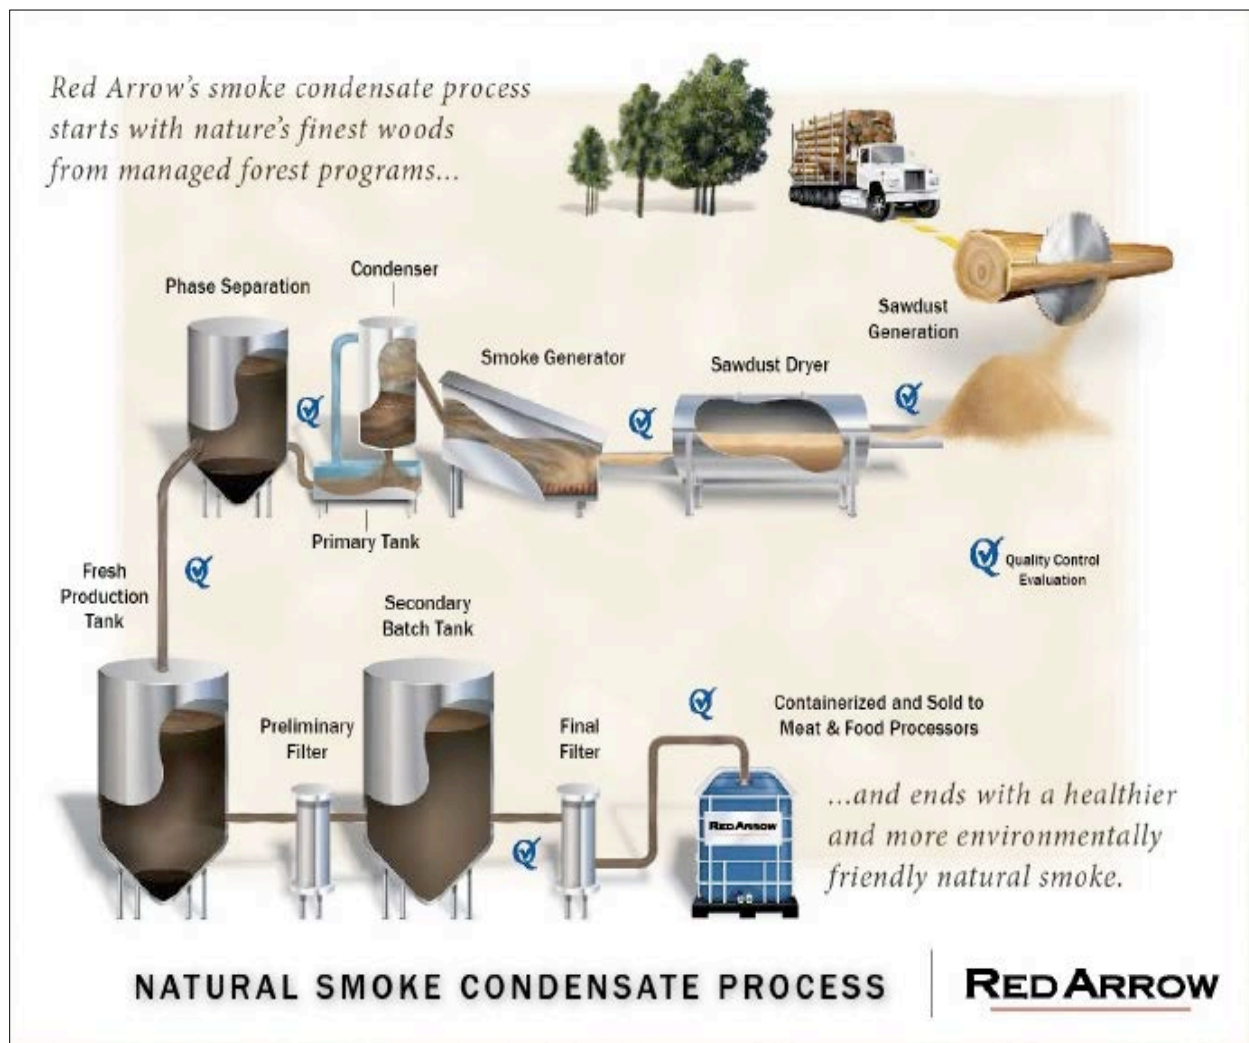 Red Arrow's smoke condensate process
starts with nature's finest woods
from managed forest programs...
Condenser
Phase Separation
Sawdust
Generation
Smoke Generator
Sawdust Dryer
Primary Tank
Quality Control
Evaluation
Fresh
Production
Tank
Secondary
Batch Tank
Preliminary
Filter
Final
Filter
Containerized and Sold to
Meat & Food Processors
RED ARROW
...and ends with a healthier
and more environmentally
friendly natural smoke.
NATURAL SMOKE CONDENSATE PROCESS
RED ARROW